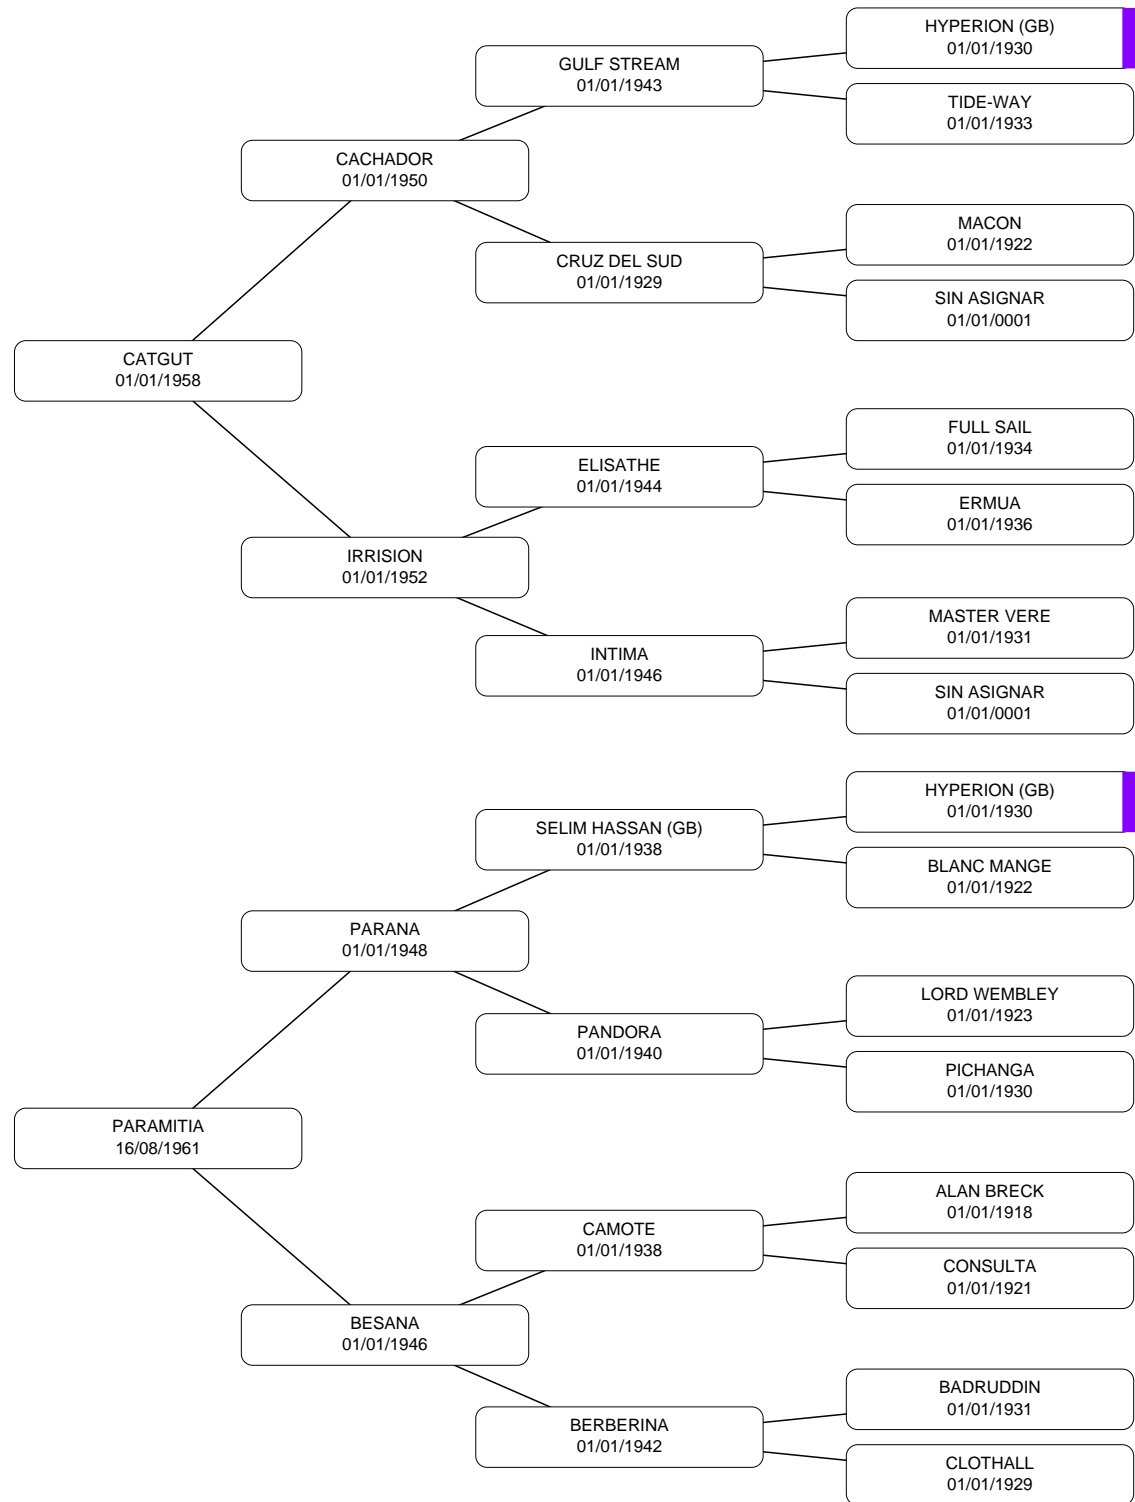 HYPERION (GB)
01/01/1930
GULF STREAM
01/01/1943
TIDE-WAY
01/01/1933
CACHADOR
01/01/1950
MACON
01/01/1922
CRUZ DEL SUD
01/01/1929
SIN ASIGNAR
01/01/0001
CATGUT
01/01/1958
FULL SAIL
01/01/1934
ELISATHE
01/01/1944
ERMUA
01/01/1936
IRRISION
01/01/1952
MASTER VERE
01/01/1931
INTIMA
01/01/1946
SIN ASIGNAR
01/01/0001
HYPERION (GB)
01/01/1930
SELIM HASSAN (GB)
01/01/1938
BLANC MANGE
01/01/1922
PARANA
01/01/1948
LORD WEMBLEY
01/01/1923
PANDORA
01/01/1940
PICHANGA
01/01/1930
PARAMITIA
16/08/1961
ALAN BRECK
01/01/1918
CAMOTE
01/01/1938
CONSULTA
01/01/1921
BESANA
01/01/1946
BADRUDDIN
01/01/1931
BERBERINA
01/01/1942
CLOTHALL
01/01/1929